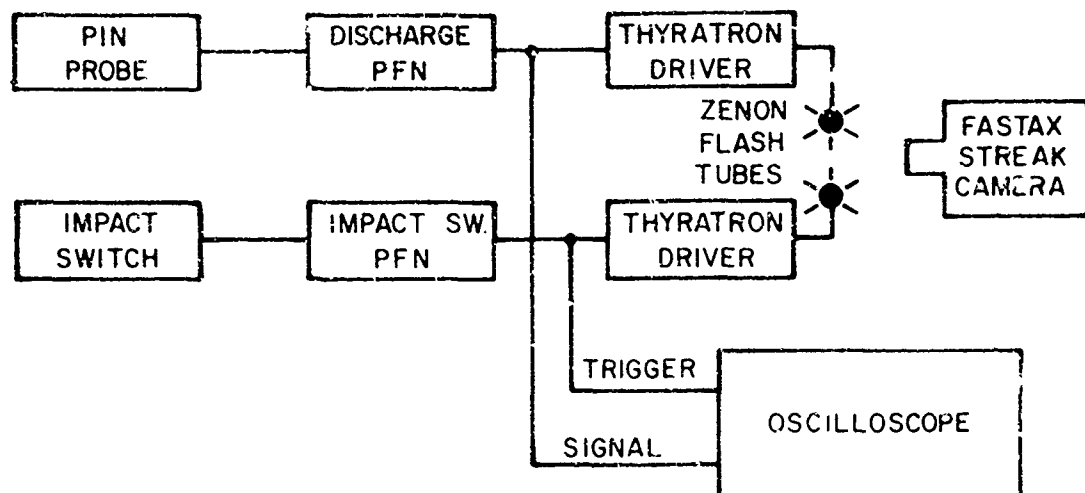 PIN
PROBE
DISCHARGE
PFN
THYRATRON
DRIVER
ZENON
FLASH
TUBES
FASTAX
STREAK
CAMERA
IMPACT
SWITCH
IMPACT SW.
PFN
THYRATRON
DRIVER
TRIGGER
SIGNAL
OSCILLOSCOPE